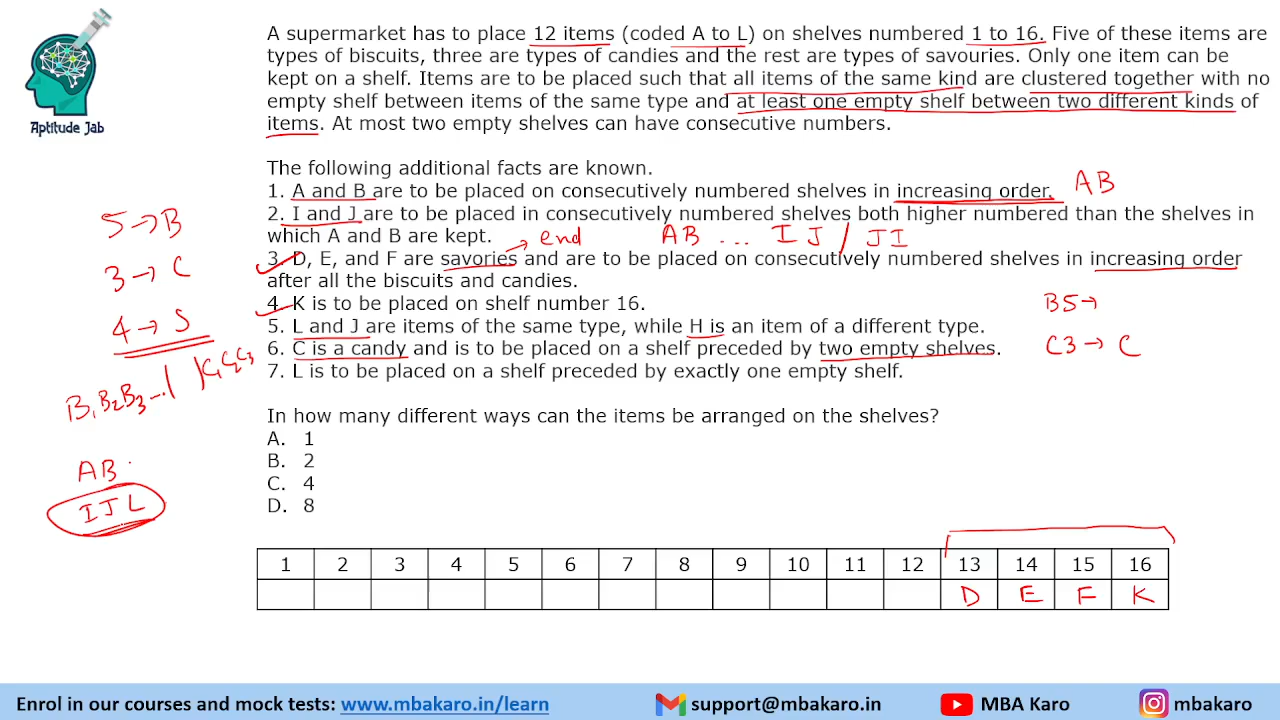 Aptitude Jab
A supermarket has to place 12 items (coded A to L) on shelves numbered 1 to 16. Five of these items are
types of biscuits, three are types of candies and the rest are types of savouries. Only one item can be
kept on a shelf. Items are to be placed such that all items of the same kind are clustered together with no
empty shelf between items of the same type and at least one empty shelf between two different kinds of
items. At most two empty shelves can have consecutive numbers.
The following additional facts are known.
1. A and B are to be placed on consecutively numbered shelves in increasing order. AB
2. I and J are to be placed in consecutively numbered shelves both higher numbered than the shelves in
which A and B are kept. → end AB ... IJ / JI
3. D, E, and F are savories and are to be placed on consecutively numbered shelves in increasing order
after all the biscuits and candies.
4. K is to be placed on shelf number 16.
5. L and J are items of the same type, while H is an item of a different type.
6. C is a candy and is to be placed on a shelf preceded by two empty shelves.
7. L is to be placed on a shelf preceded by exactly one empty shelf.
5 → B
3 → C
4 → S
B1 B2 B3 -.. / C1 C2 C3
AB
IJL
B5 →
C3 → C
In how many different ways can the items be arranged on the shelves?
A. 1
B. 2
C. 4
D. 8
1 2 3 4 5 6 7 8 9 10 11 12 13 14 15 16
D E F K
Enrol in our courses and mock tests: www.mbakaro.in/learn support@mbakaro.in MBA Karo mbakaro